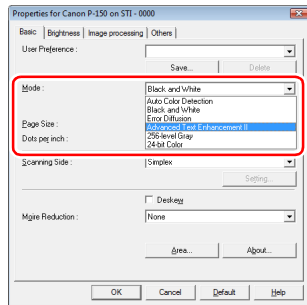 Properties for Canon P-150 on STI - 0000
Basic Brightness Image processing Others
User Preference :
Save... Delete
Mode : Black and White
Auto Color Detection
Black and White
Error Diffusion
Page Size : Advanced Text Enhancement II
256-level Gray
Dots per inch : 24-bit Color
Scanning Side : Simplex
Setting...
Deskew
Moire Reduction : None
Area... About...
OK Cancel Default Help